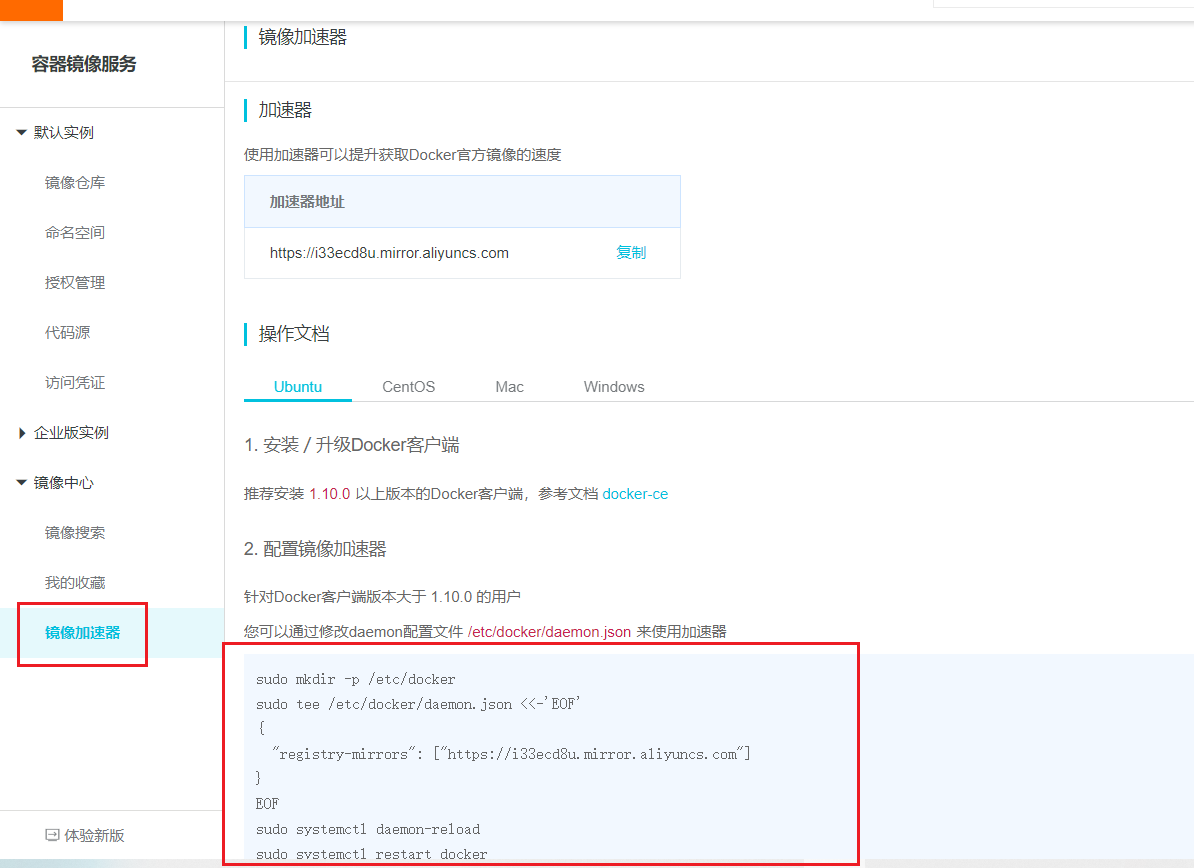 镜像加速器
容器镜像服务
默认实例
镜像仓库
命名空间
授权管理
代码源
访问凭证
企业版实例
镜像中心
镜像搜索
我的收藏
镜像加速器
体验新版
加速器
使用加速器可以提升获取Docker官方镜像的速度
加速器地址
https://i33ecd8u.mirror.aliyuncs.com 复制
操作文档
Ubuntu CentOS Mac Windows
1. 安装 / 升级Docker客户端
推荐安装 1.10.0 以上版本的Docker客户端，参考文档 docker-ce
2. 配置镜像加速器
针对Docker客户端版本大于 1.10.0 的用户
您可以通过修改daemon配置文件 /etc/docker/daemon.json 来使用加速器
sudo mkdir -p /etc/docker
sudo tee /etc/docker/daemon.json <<-'EOF'
{
"registry-mirrors": ["https://i33ecd8u.mirror.aliyuncs.com"]
}
EOF
sudo systemctl daemon-reload
sudo systemctl restart docker